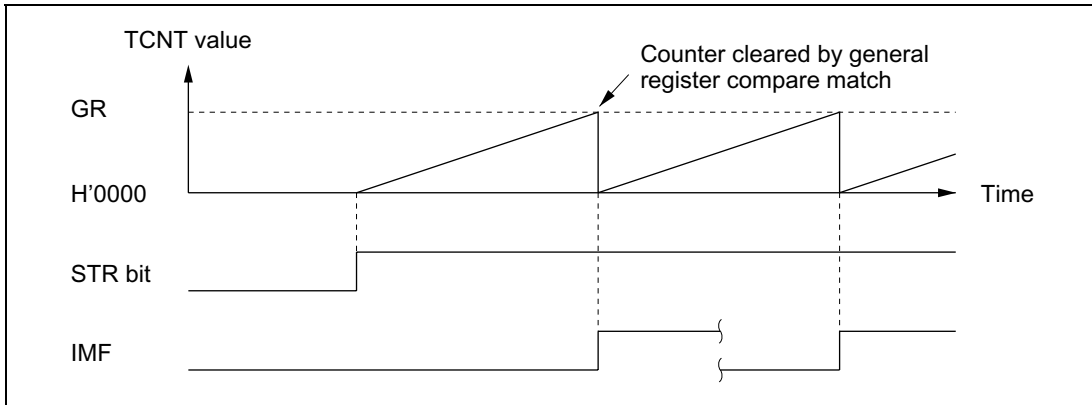 TCNT value
Counter cleared by general
register compare match
GR
H'0000
Time
STR bit
IMF